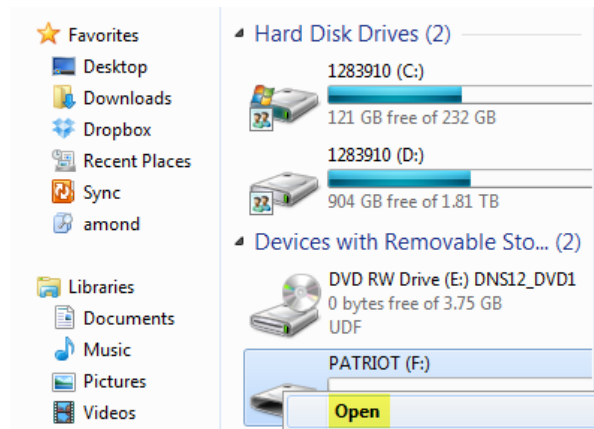 Favorites
Desktop
Downloads
Dropbox
Recent Places
Sync
amond
Libraries
Documents
Music
Pictures
Videos
Hard Disk Drives (2)
1283910 (C:)
121 GB free of 232 GB
1283910 (D:)
904 GB free of 1.81 TB
Devices with Removable Sto... (2)
DVD RW Drive (E:) DNS12_DVD1
0 bytes free of 3.75 GB
UDF
PATRIOT (F:)
Open